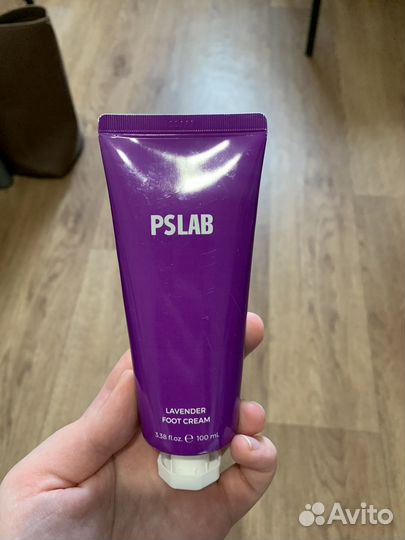 PSLAB
LAVENDER
FOOT CREAM
3.38 fl.oz. ℮ 100 mL
Avito